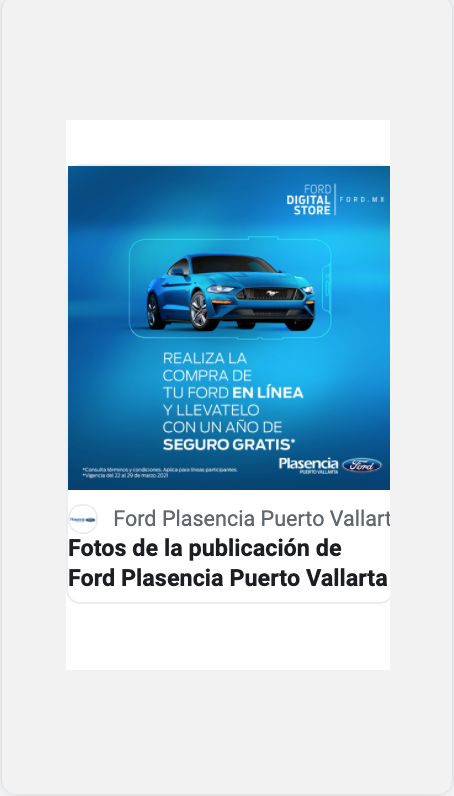 FORD
DIGITAL
STORE
FORD.MX
REALIZA LA
COMPRA DE
TU FORD EN LÍNEA
Y LLEVATELO
CON UN AÑO DE
SEGURO GRATIS*
*Consulta términos y condiciones. Aplica para líneas participantes.
*Vigencia del 22 al 29 de marzo 2021
Plasencia
PUERTO VALLARTA
Ford
Ford Plasencia Puerto Vallart
Fotos de la publicación de
Ford Plasencia Puerto Vallarta